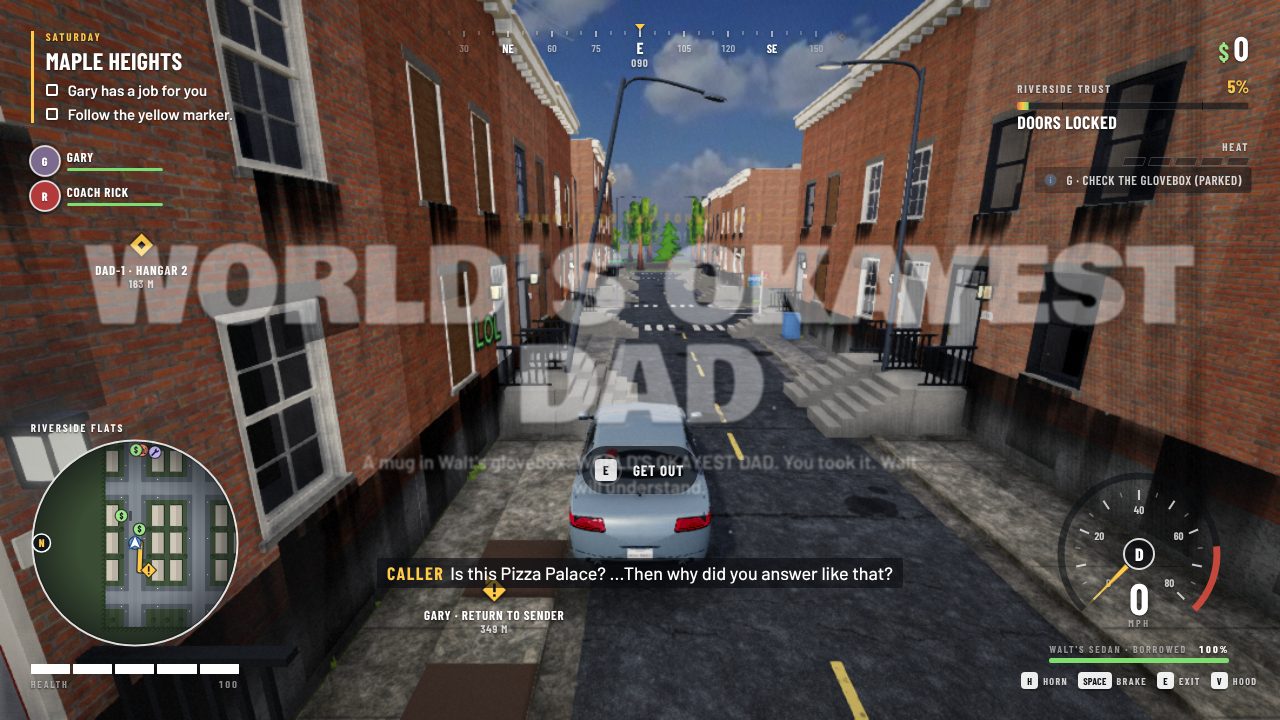 SATURDAY
MAPLE HEIGHTS
Gary has a job for you
Follow the yellow marker.
G GARY
R COACH RICK
DAD-1 · HANGAR 2
163 M
30 NE 60 75 E 105 120 SE 150
090
$0
RIVERSIDE TRUST 5%
DOORS LOCKED
HEAT
G · CHECK THE GLOVEBOX (PARKED)
WORLD'S OKAYEST
DAD
LOL
A mug in Walt's glovebox: WORLD'S OKAYEST DAD. You took it. Walt
will understand.
E GET OUT
CALLER Is this Pizza Palace? ...Then why did you answer like that?
GARY · RETURN TO SENDER
349 M
RIVERSIDE FLATS
N
HEALTH 100
20 40 60 80
D
0
0
MPH
WALT'S SEDAN · BORROWED 100%
H HORN SPACE BRAKE E EXIT V HOOD